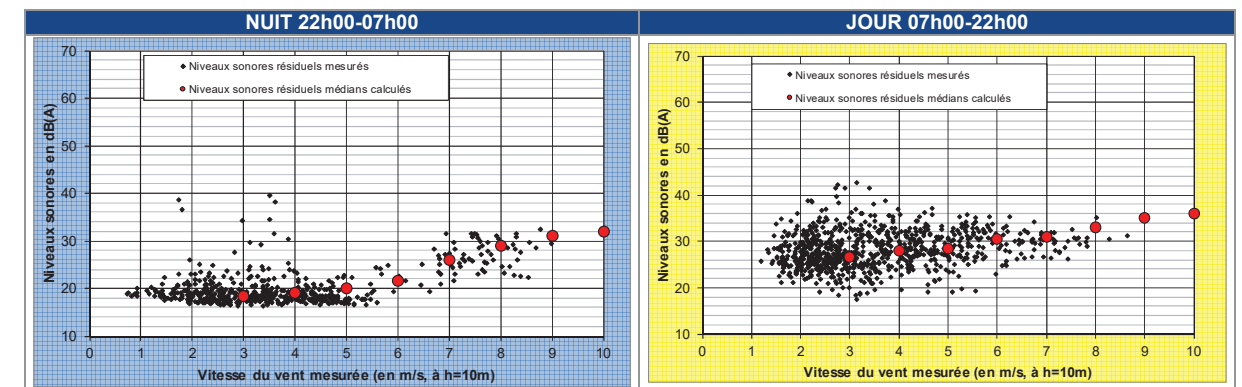 NUIT 22h00-07h00
JOUR 07h00-22h00
Niveaux sonores en dB(A)
70
60
50
40
30
20
10
Niveaux sonores résiduels mesurés
Niveaux sonores résiduels médians calculés
0 1 2 3 4 5 6 7 8 9 10
Vitesse du vent mesurée (en m/s, à h=10m)
Niveaux sonores en dB(A)
70
60
50
40
30
20
10
Niveaux sonores résiduels mesurés
Niveaux sonores résiduels médians calculés
0 1 2 3 4 5 6 7 8 9 10
Vitesse du vent mesurée (en m/s, à h=10m)